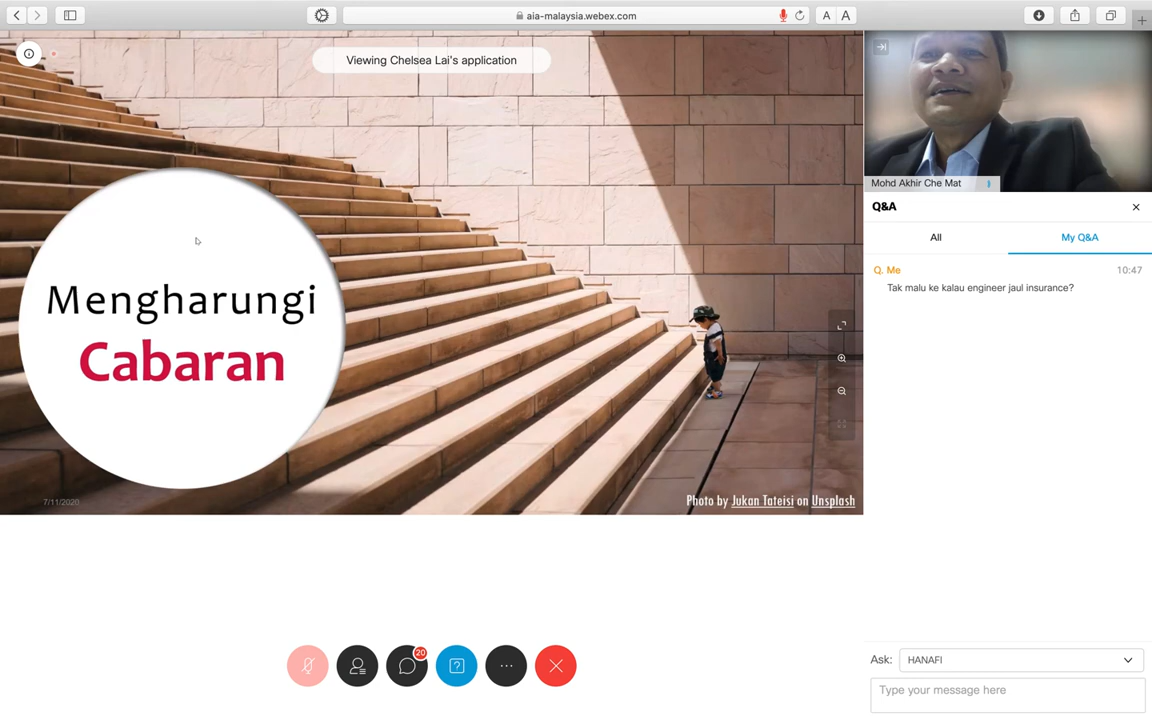 aia-malaysia.webex.com
A A
Viewing Chelsea Lai's application
Mengharungi
Cabaran
7/11/2020
Photo by Jukan Tateisi on Unsplash
Mohd Akhir Che Mat
Q&A
All
My Q&A
Q. Me
10:47
Tak malu ke kalau engineer jaul insurance?
20
?
Ask:
HANAFI
Type your message here